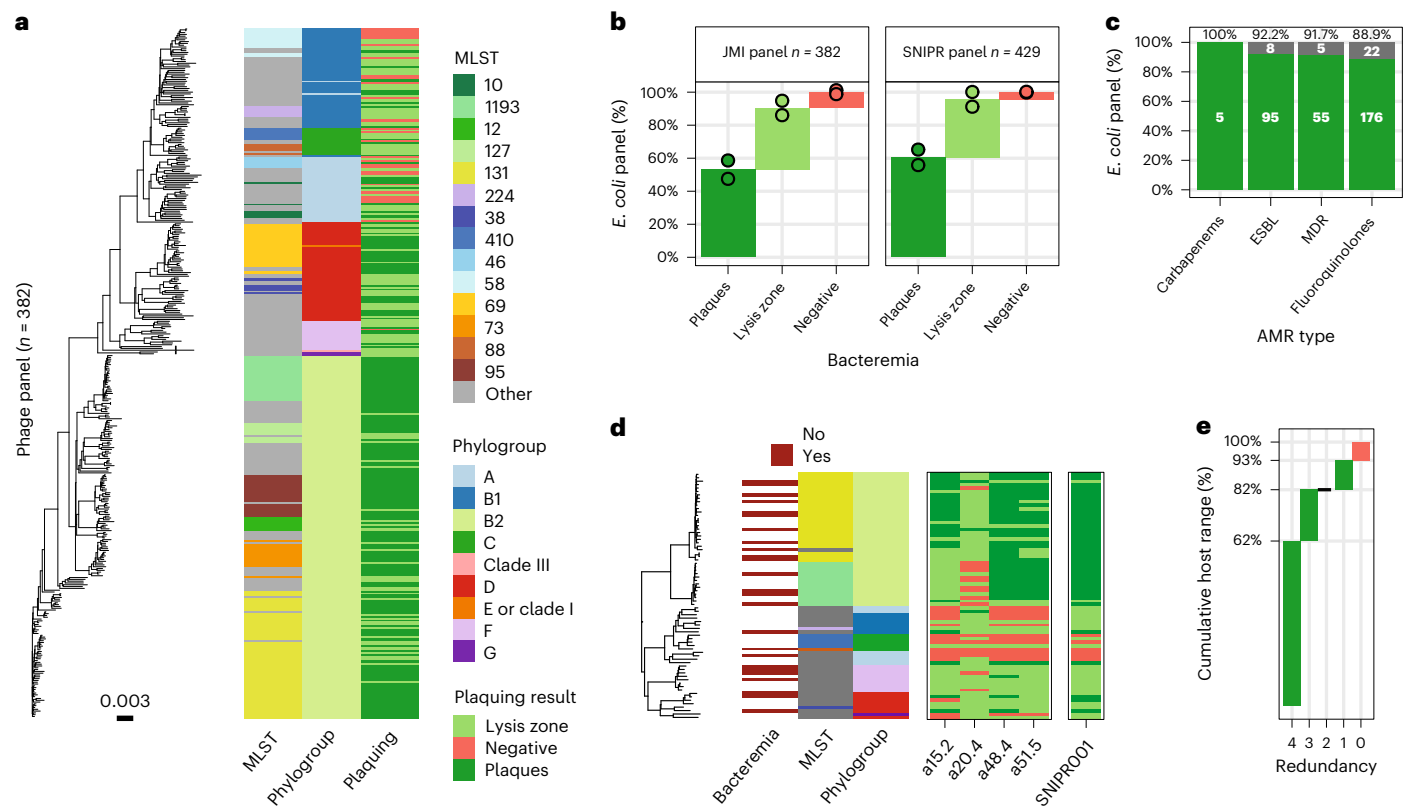 a
Phage panel (n = 382)
0.003
MLST
Phylogroup
Plaquing
MLST
10
1193
12
127
131
224
38
410
46
58
69
73
88
95
Other
Phylogroup
A
B1
B2
C
Clade III
D
E or clade I
F
G
Plaquing result
Lysis zone
Negative
Plaques
b
JMI panel n = 382
SNIPR panel n = 429
E. coli panel (%)
100%
80%
60%
40%
20%
0%
Plaques
Lysis zone
Negative
Plaques
Lysis zone
Negative
Bacteremia
c
E. coli panel (%)
100%
80%
60%
40%
20%
0%
100%
92.2%
91.7%
88.9%
8
5
22
5
95
55
176
Carbapenems
ESBL
MDR
Fluoroquinolones
AMR type
d
No
Yes
Bacteremia
MLST
Phylogroup
a15.2
a20.4
a48.4
a51.5
SNIPR001
e
Cumulative host range (%)
100%
93%
82%
62%
4 3 2 1 0
Redundancy